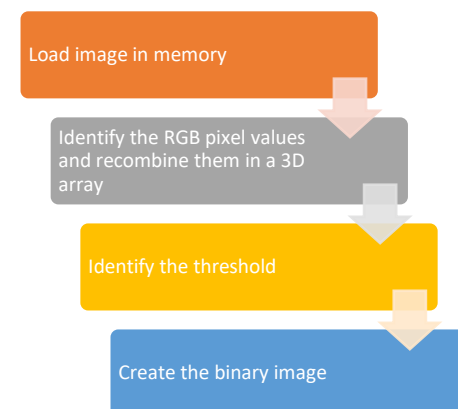 Load image in memory
Identify the RGB pixel values
and recombine them in a 3D
array
Identify the threshold
Create the binary image